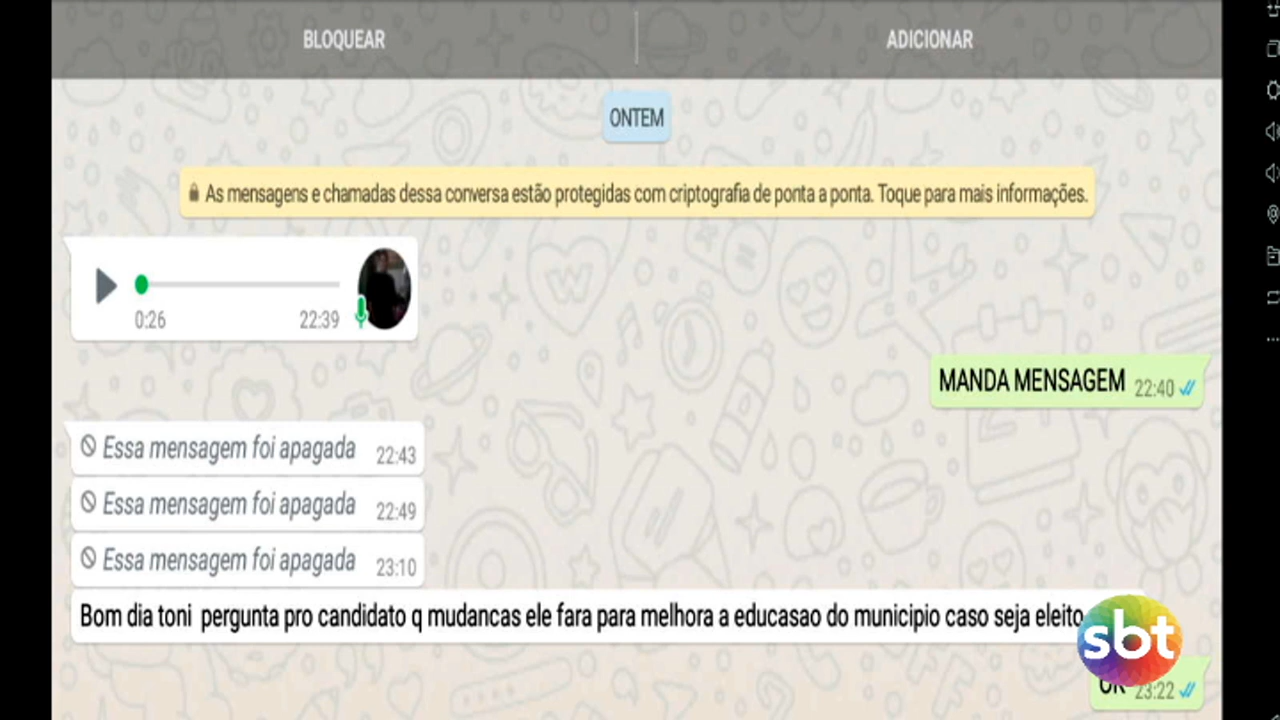 BLOQUEAR
ADICIONAR
ONTEM
As mensagens e chamadas dessa conversa estão protegidas com criptografia de ponta a ponta. Toque para mais informações.
0:26 22:39
MANDA MENSAGEM 22:40
Essa mensagem foi apagada 22:43
Essa mensagem foi apagada 22:49
Essa mensagem foi apagada 23:10
Bom dia toni pergunta pro candidato q mudancas ele fara para melhora a educasao do municipio caso seja eleito
sbt
OK 23:22